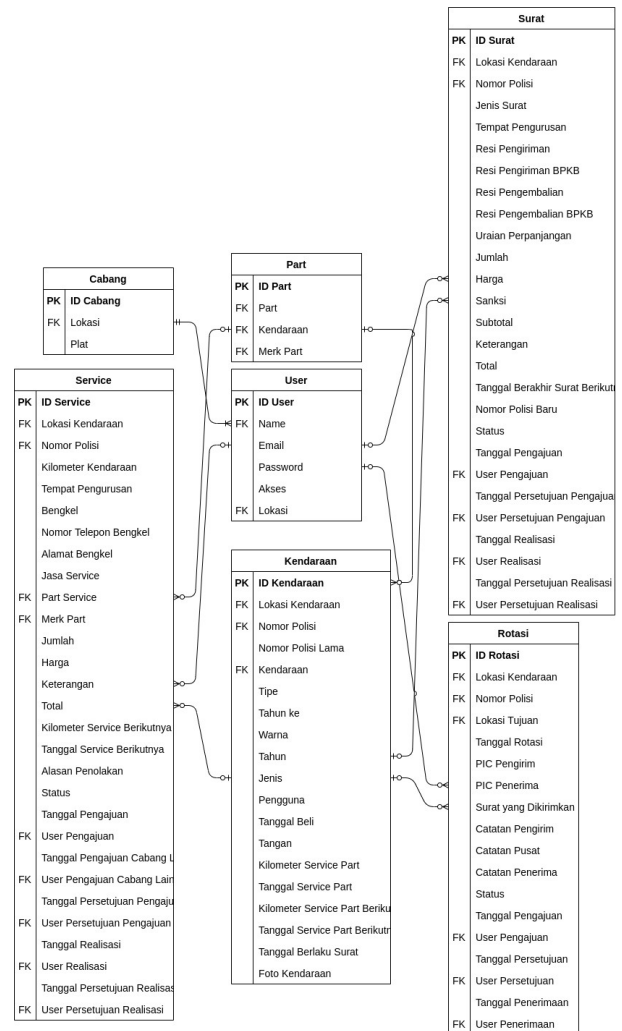 Surat
PK ID Surat
FK Lokasi Kendaraan
FK Nomor Polisi
Jenis Surat
Tempat Pengurusan
Resi Pengiriman
Resi Pengiriman BPKB
Resi Pengembalian
Resi Pengembalian BPKB
Uraian Perpanjangan
Jumlah
Harga
Sanksi
Subtotal
Keterangan
Total
Tanggal Berakhir Surat Berikut
Nomor Polisi Baru
Status
Tanggal Pengajuan
FK User Pengajuan
Tanggal Persetujuan Pengajua
FK User Persetujuan Pengajuan
Tanggal Realisasi
FK User Realisasi
Tanggal Persetujuan Realisasi
FK User Persetujuan Realisasi
Part
PK ID Part
FK Part
FK Kendaraan
FK Merk Part
Cabang
PK ID Cabang
FK Lokasi
Plat
Service
PK ID Service
FK Lokasi Kendaraan
FK Nomor Polisi
Kilometer Kendaraan
Tempat Pengurusan
Bengkel
Nomor Telepon Bengkel
Alamat Bengkel
Jasa Service
FK Part Service
FK Merk Part
Jumlah
Harga
Keterangan
Total
Kilometer Service Berikutnya
Tanggal Service Berikutnya
Alasan Penolakan
Status
Tanggal Pengajuan
FK User Pengajuan
Tanggal Pengajuan Cabang L
FK User Pengajuan Cabang Lain
Tanggal Persetujuan Pengaju
FK User Persetujuan Pengajuan
Tanggal Realisasi
FK User Realisasi
Tanggal Persetujuan Realisas
FK User Persetujuan Realisasi
User
PK ID User
FK Name
Email
Password
Akses
FK Lokasi
Kendaraan
PK ID Kendaraan
FK Lokasi Kendaraan
FK Nomor Polisi
Nomor Polisi Lama
FK Kendaraan
Tipe
Tahun ke
Warna
Tahun
Jenis
Pengguna
Tanggal Beli
Tangan
Kilometer Service Part
Tanggal Service Part
Kilometer Service Part Beriku
Tanggal Service Part Berikutn
Tanggal Berlaku Surat
Foto Kendaraan
Rotasi
PK ID Rotasi
FK Lokasi Kendaraan
FK Nomor Polisi
FK Lokasi Tujuan
Tanggal Rotasi
PIC Pengirim
PIC Penerima
Surat yang Dikirimkan
Catatan Pengirim
Catatan Pusat
Catatan Penerima
Status
Tanggal Pengajuan
FK User Pengajuan
Tanggal Persetujuan
FK User Persetujuan
Tanggal Penerimaan
FK User Penerimaan